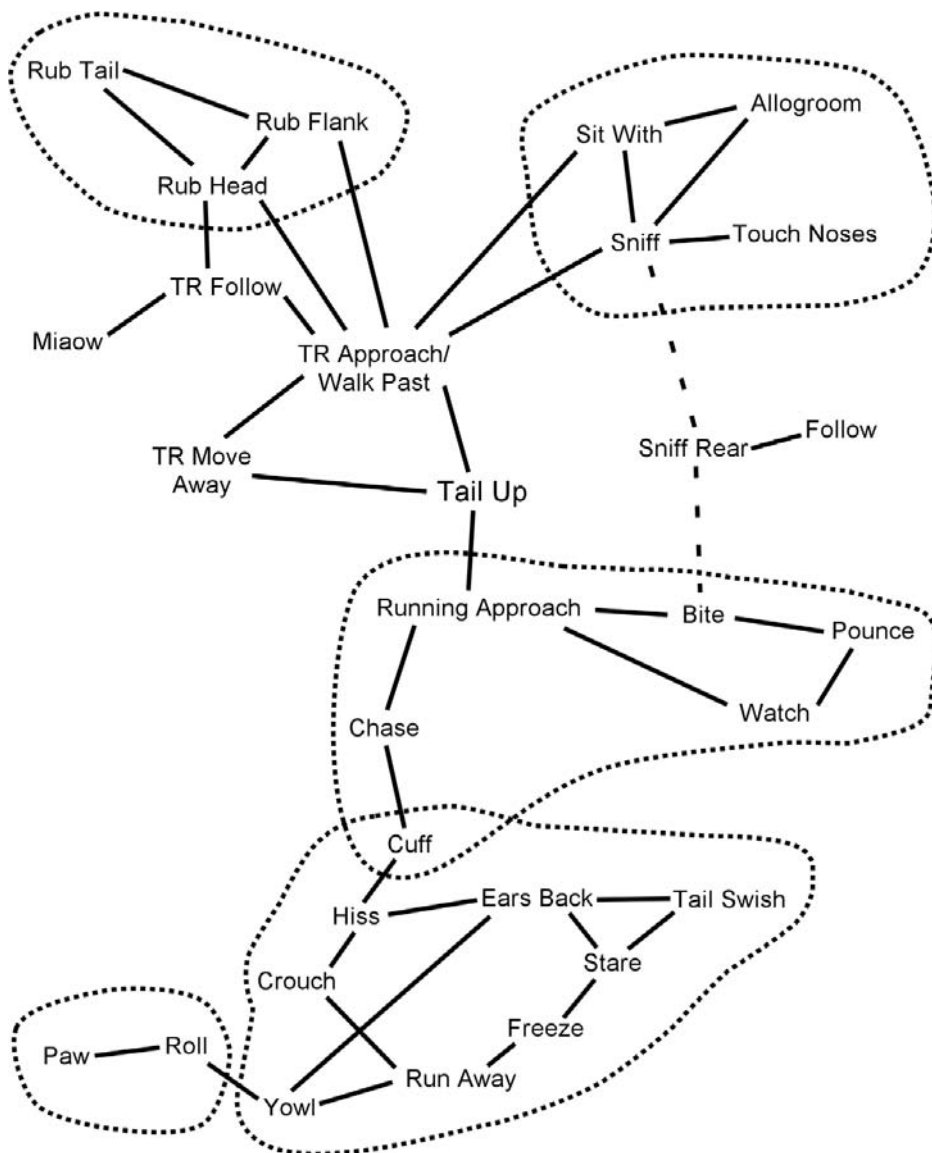 Rub Tail
Allogroom
Rub Flank
Sit With
Rub Head
Touch Noses
Sniff
TR Follow
Miaow
TR Approach/
Walk Past
Follow
Sniff Rear
TR Move
Away
Tail Up
Running Approach
Bite
Pounce
Watch
Chase
Cuff
Ears Back
Tail Swish
Hiss
Stare
Crouch
Freeze
Roll
Paw
Run Away
Yowl